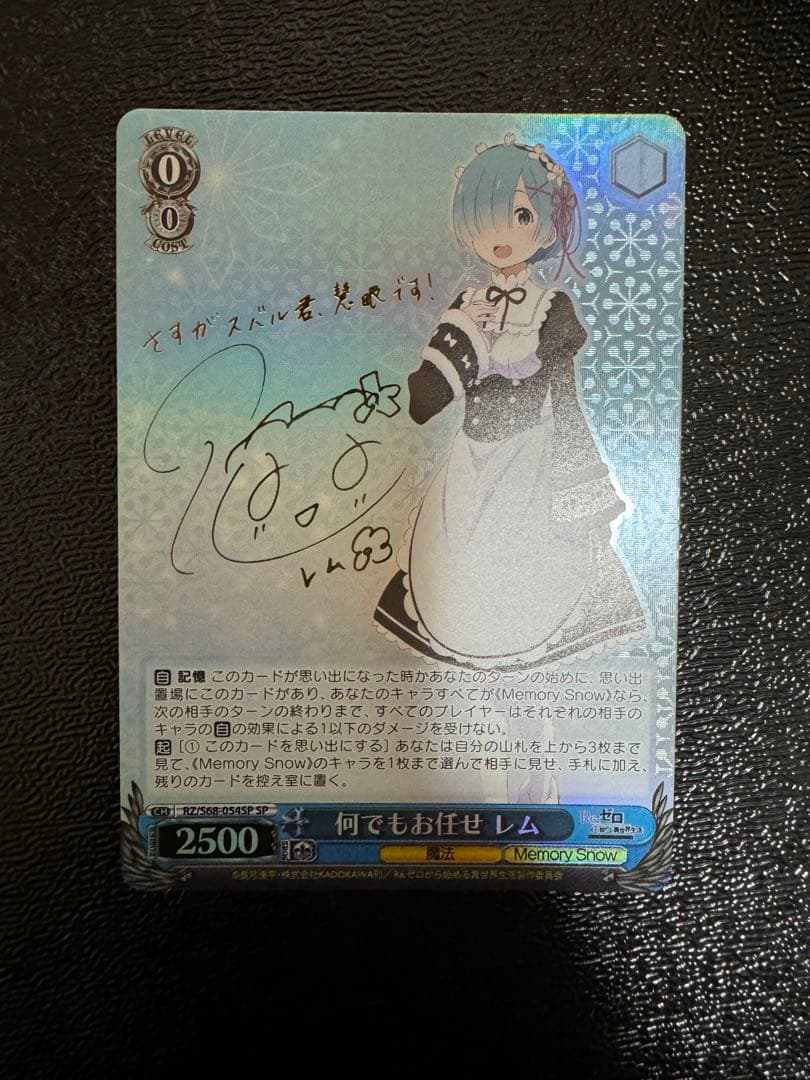 LEVEL
0
0
COST
さすがスバル君、慧眼です!
レム
自 記憶 このカードが思い出になった時かあなたのターンの始めに、思い出
置場にこのカードがあり、あなたのキャラすべてが《Memory Snow》なら、
次の相手のターンの終わりまで、すべてのプレイヤーはそれぞれの相手の
キャラの自の効果による1以下のダメージを受けない。
起 [① このカードを思い出にする] あなたは自分の山札を上から3枚まで
見て、《Memory Snow》のキャラを1枚まで選んで相手に見せ、手札に加え、
残りのカードを控え室に置く。
CH RZ/S68-054SP SP
2500
何でもお任せ レム
Re:ゼロ
から始める異世界生活
魔法
Memory Snow
©長月達平・株式会社KADOKAWA刊/Re:ゼロから始める異世界生活製作委員会